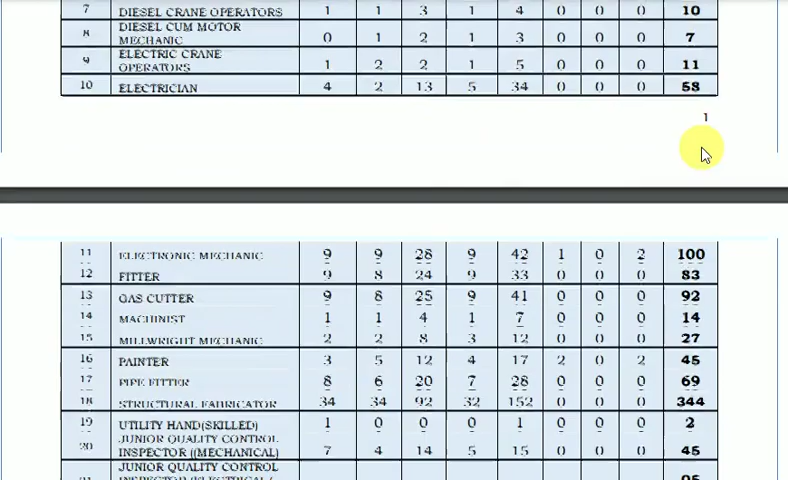 7 DIESEL CRANE OPERATORS 1 1 3 1 4 0 0 0 10
8 DIESEL CUM MOTOR MECHANIC 0 1 2 1 3 0 0 0 7
9 ELECTRIC CRANE OPERATORS 1 2 2 1 5 0 0 0 11
10 ELECTRICIAN 4 2 13 5 34 0 0 0 58
1
11 ELECTRONIC MECHANIC 9 9 28 9 42 1 0 2 100
12 FITTER 9 8 24 9 33 0 0 0 83
13 GAS CUTTER 9 8 25 9 41 0 0 0 92
14 MACHINIST 1 1 4 1 7 0 0 0 14
15 MILLWRIGHT MECHANIC 2 2 8 3 12 0 0 0 27
16 PAINTER 3 5 12 4 17 2 0 2 45
17 PIPE FITTER 8 6 20 7 28 0 0 0 69
18 STRUCTURAL FABRICATOR 34 34 92 32 152 0 0 0 344
19 UTILITY HAND(SKILLED) 1 0 0 0 1 0 0 0 2
20 JUNIOR QUALITY CONTROL INSPECTOR ((MECHANICAL) 7 4 14 5 15 0 0 0 45
JUNIOR QUALITY CONTROL